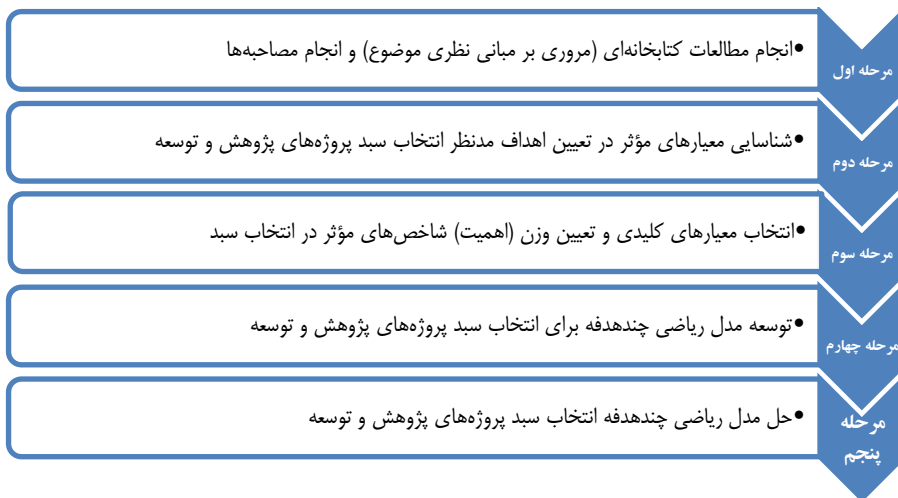 مرحله اول
•انجام مطالعات کتابخانه‌ای (مروری بر مبانی نظری موضوع) و انجام مصاحبه‌ها
مرحله دوم
•شناسایی معیارهای مؤثر در تعیین اهداف مدنظر انتخاب سبد پروژه‌های پژوهش و توسعه
مرحله سوم
•انتخاب معیارهای کلیدی و تعیین وزن (اهمیت) شاخص‌های مؤثر در انتخاب سبد
مرحله چهارم
•توسعه مدل ریاضی چندهدفه برای انتخاب سبد پروژه‌های پژوهش و توسعه
مرحله
پنجم
•حل مدل ریاضی چندهدفه انتخاب سبد پروژه‌های پژوهش و توسعه